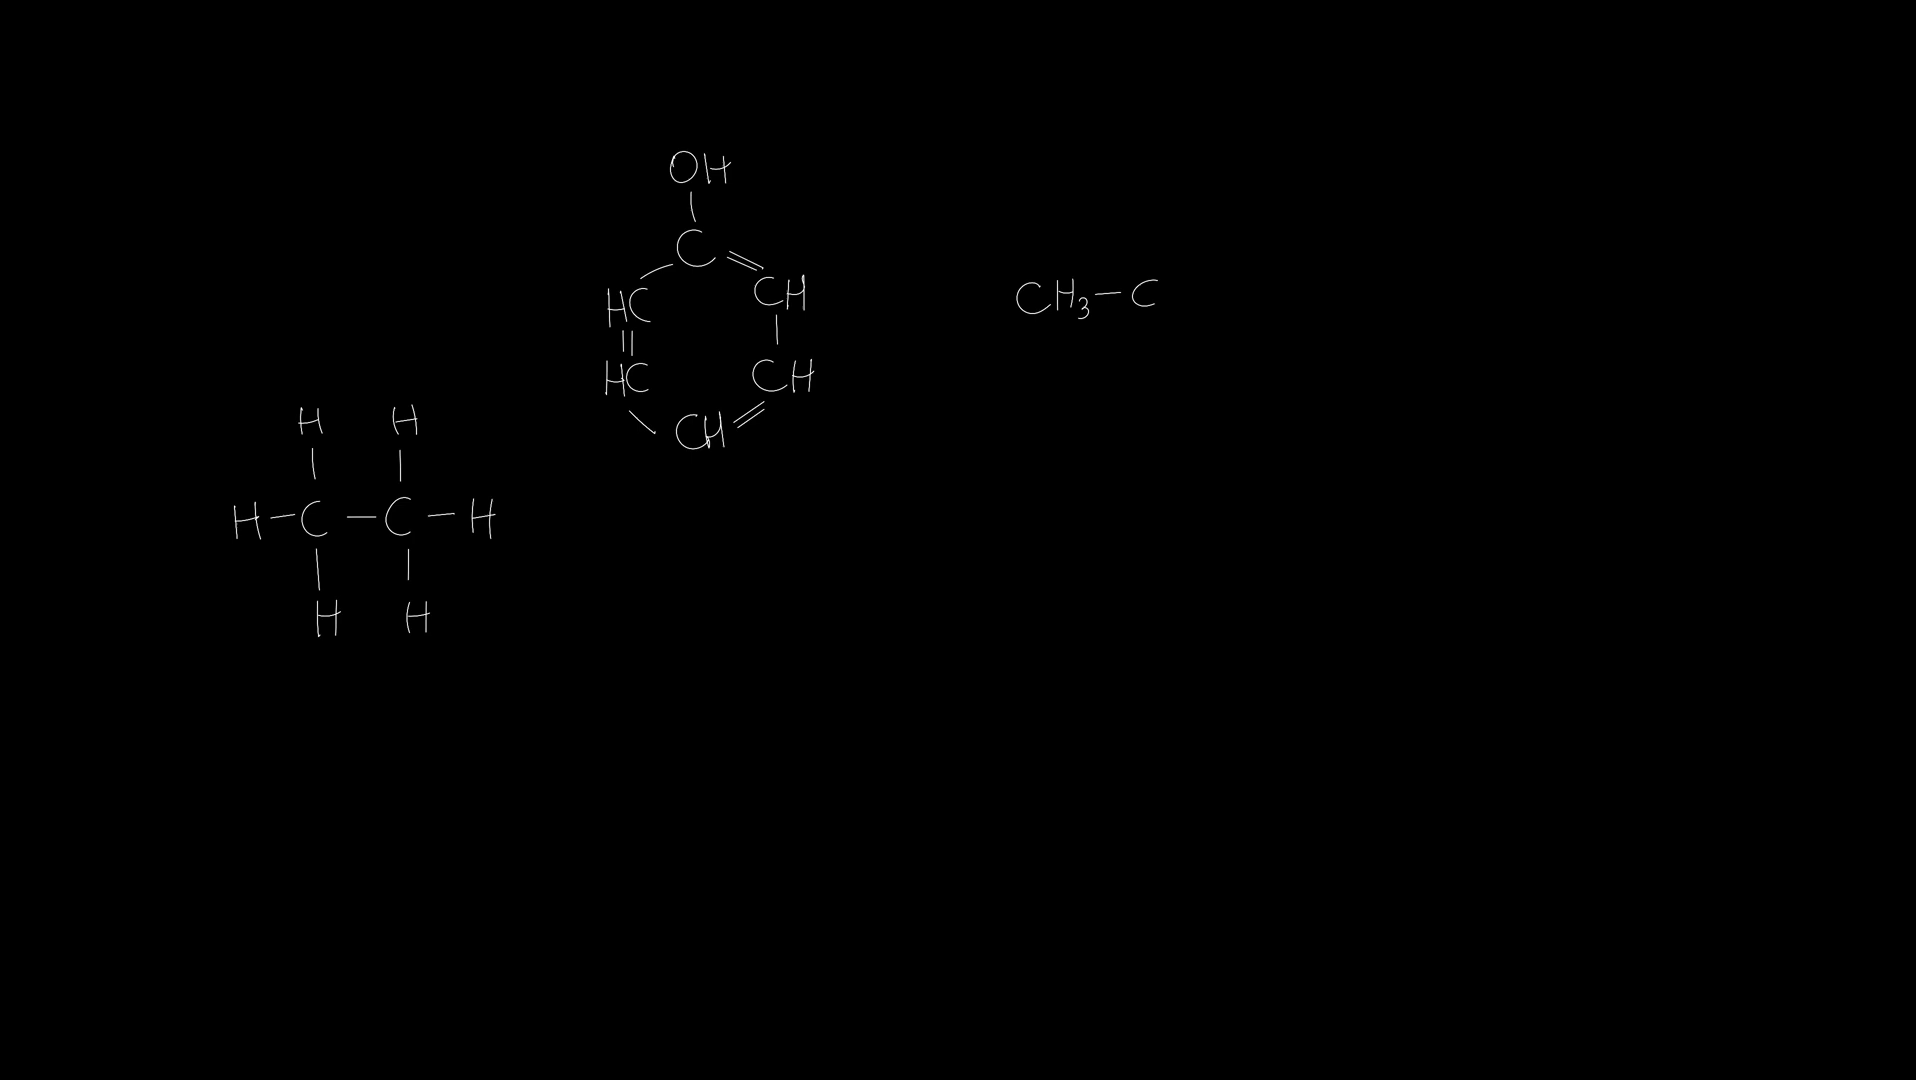 OH
C
HC CH
CH₃-C
HC CH
CH
H H
H-C-C-H
H H